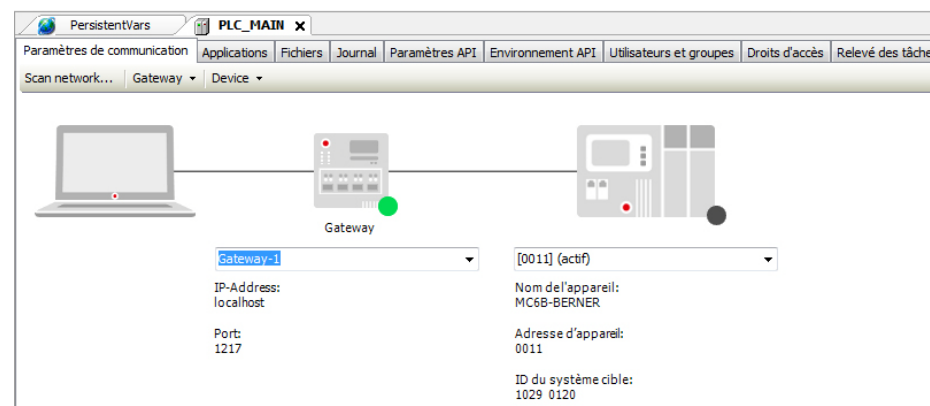 PersistentVars PLC_MAIN X
Paramètres de communication Applications Fichiers Journal Paramètres API Environnement API Utilisateurs et groupes Droits d'accès Relevé des tâche
Scan network... Gateway Device
Gateway
Gateway-1 [0011] (actif)
IP-Address: Nom de l'appareil:
localhost MC6B-BERNER
Port: Adresse d'appareil:
1217 0011
ID du système cible:
1029 0120